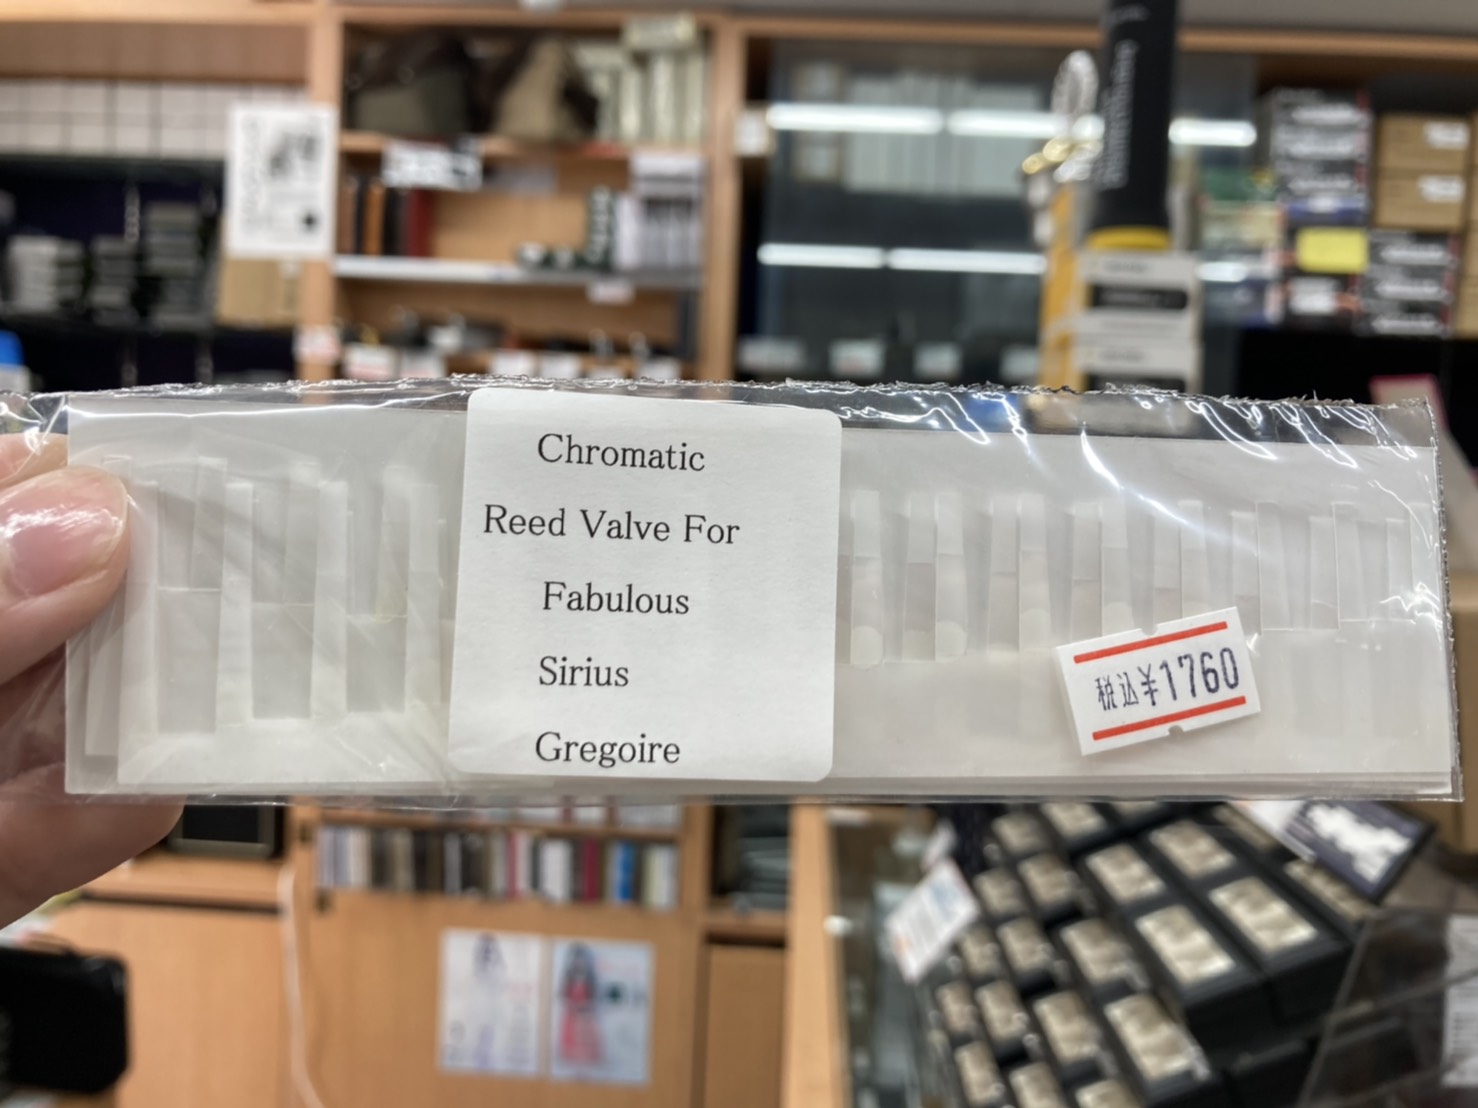 Chromatic
Reed Valve For
Fabulous
Sirius
Gregoire
税込¥1760